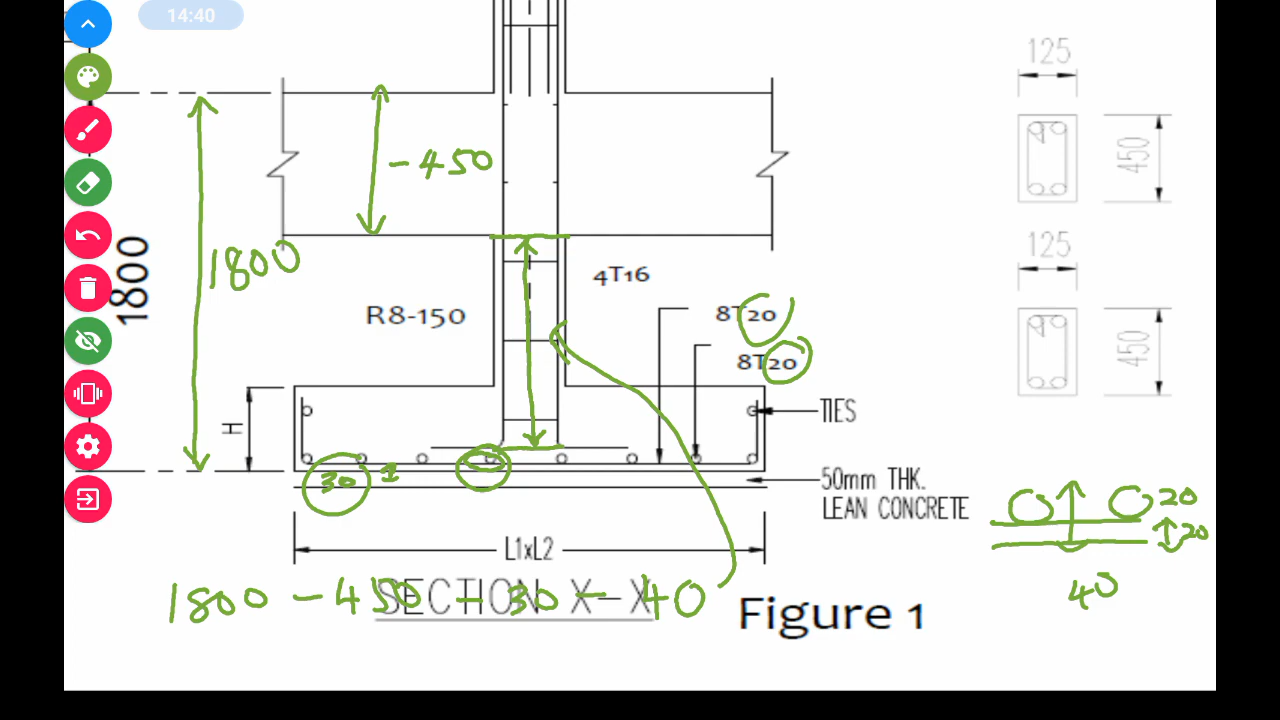 14:40
125
-450
450
1800
1800
4T16
125
R8-150
8T20
8T20
450
H
TIES
30
50mm THK.
LEAN CONCRETE
20
20
L1xL2
40
SECTION X-X
1800 - 450 - 30 - 40
Figure 1